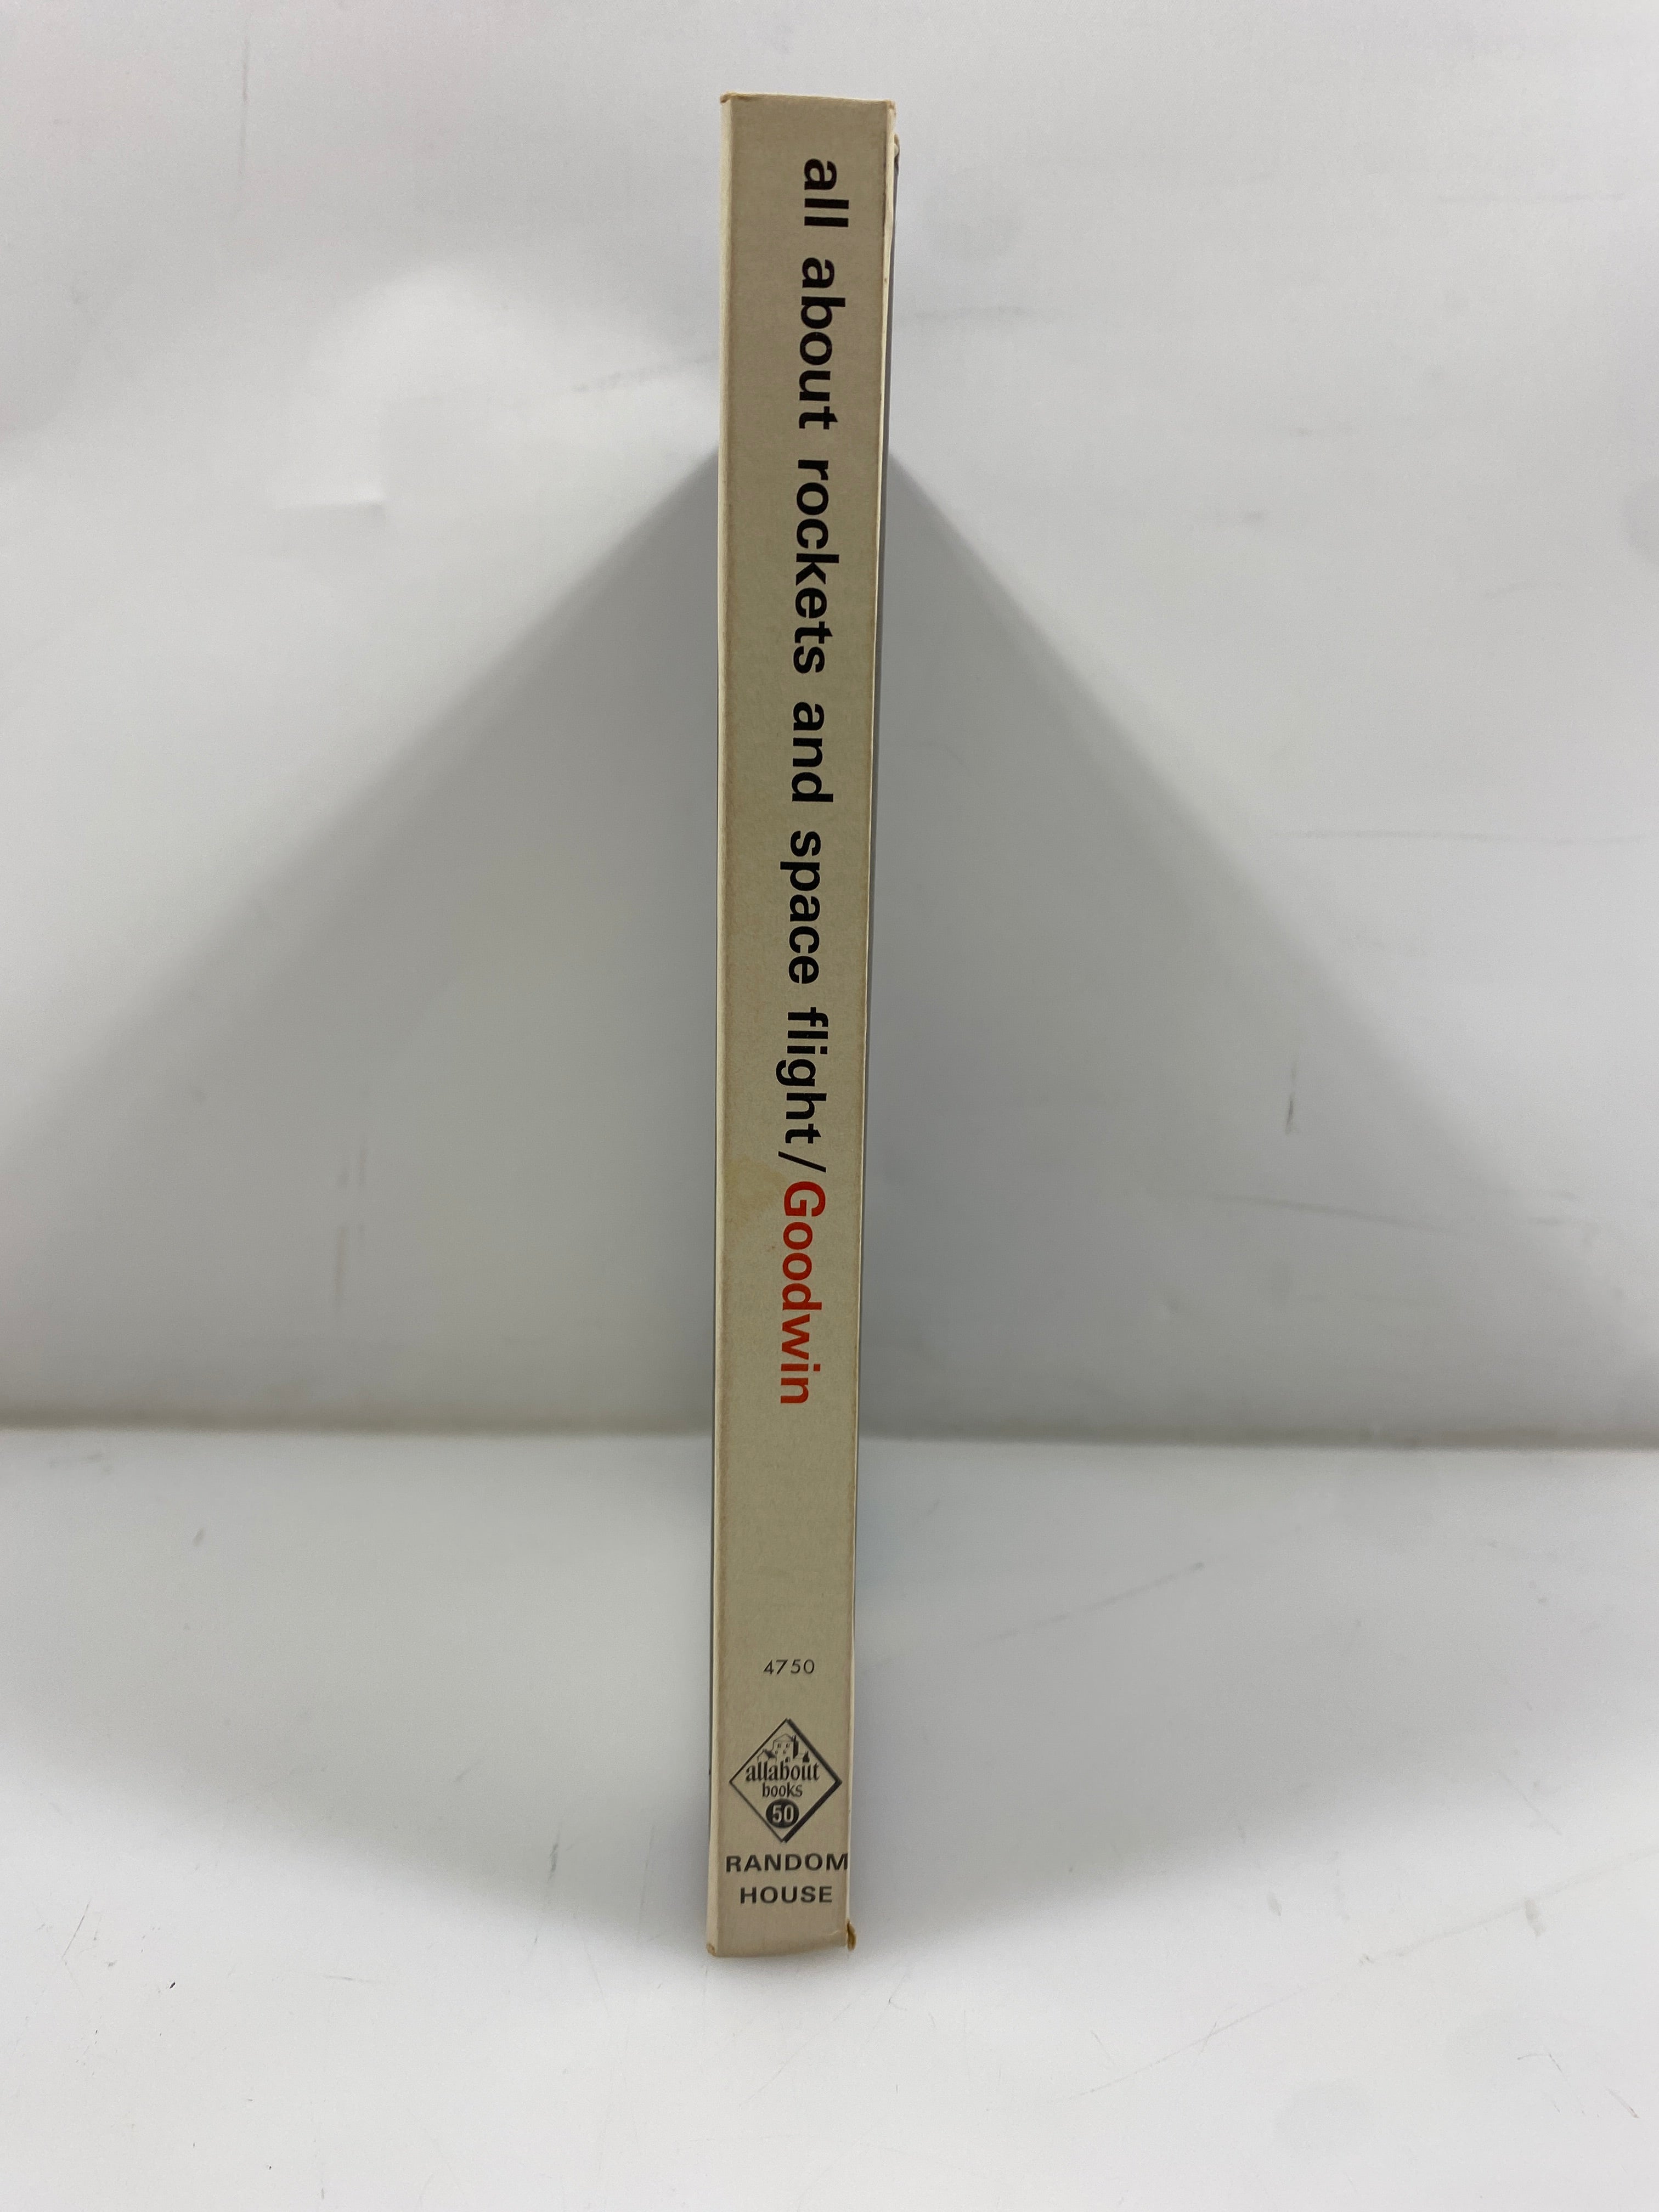 all about rockets and space flight/Goodwin
4750
allabout
books
50
RANDOM
HOUSE